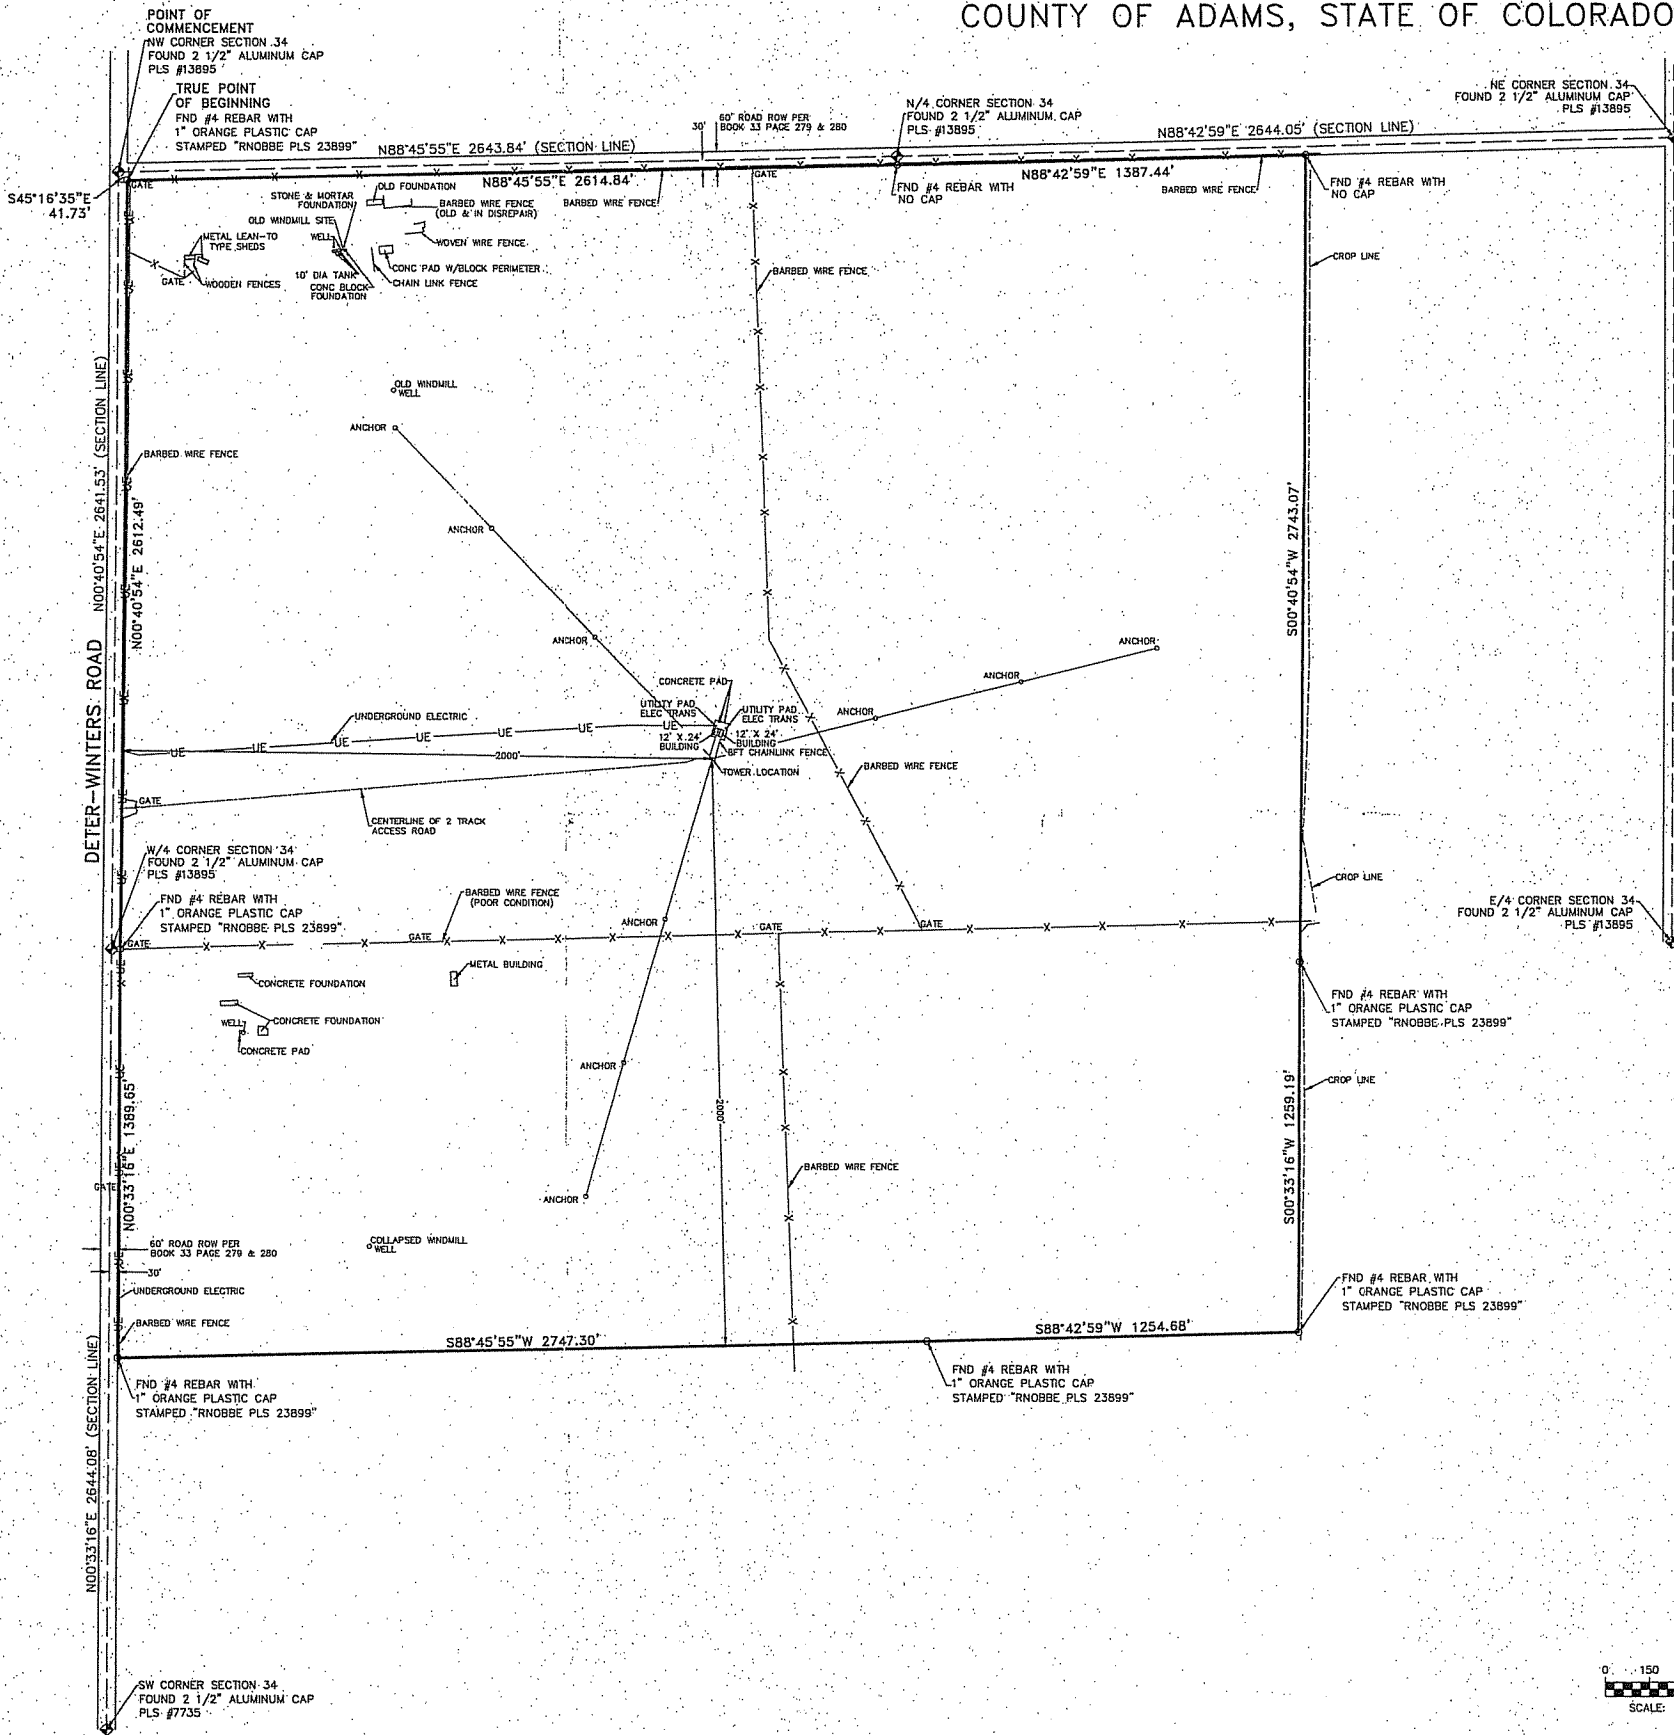 COUNTY OF ADAMS, STATE OF COLORADO
POINT OF
COMMENCEMENT
NW CORNER SECTION 34
FOUND 2 1/2" ALUMINUM CAP
PLS #13895
TRUE POINT
OF BEGINNING
FND #4 REBAR WITH
1" ORANGE PLASTIC CAP
STAMPED "RNOBBE PLS 23899"
S45°16'35"E
41.73'
N88°45'55"E 2643.84' (SECTION LINE)
30'
60' ROAD ROW PER
BOOK 33 PAGE 279 & 280
N/4 CORNER SECTION 34
FOUND 2 1/2" ALUMINUM CAP
PLS #13895
N88°42'59"E 2644.05' (SECTION LINE)
NE CORNER SECTION 34
FOUND 2 1/2" ALUMINUM CAP
PLS #13895
GATE
N88°45'55"E 2614.84'
BARBED WIRE FENCE
GATE
FND #4 REBAR WITH
NO CAP
N88°42'59"E 1387.44'
BARBED WIRE FENCE
FND #4 REBAR WITH
NO CAP
STONE & MORTAR
FOUNDATION
OLD FOUNDATION
BARBED WIRE FENCE
(OLD & IN DISREPAIR)
OLD WINDMILL SITE
WELL
METAL LEAN-TO
TYPE SHEDS
WOVEN WIRE FENCE
CONC PAD W/BLOCK PERIMETER
CHAIN LINK FENCE
10' DIA TANK
CONC BLOCK
FOUNDATION
GATE
WOODEN FENCES
BARBED WIRE FENCE
CROP LINE
OLD WINDMILL
WELL
ANCHOR
BARBED WIRE FENCE
N00°40'54"E 2641.53' (SECTION LINE)
N00°40'54"E 2612.49'
ANCHOR
S00°40'54"W 2743.07'
ANCHOR
ANCHOR
ANCHOR
ANCHOR
DETER-WINTERS ROAD
CONCRETE PAD
UTILITY PAD
ELEC TRANS
UTILITY PAD
ELEC TRANS
UNDERGROUND ELECTRIC
UE UE UE UE UE UE UE
12' X 24'
BUILDING
12' X 24'
BUILDING
8FT CHAINLINK FENCE
2000'
TOWER LOCATION
BARBED WIRE FENCE
GATE
CENTERLINE OF 2 TRACK
ACCESS ROAD
W/4 CORNER SECTION 34
FOUND 2 1/2" ALUMINUM CAP
PLS #13895
FND #4 REBAR WITH
1" ORANGE PLASTIC CAP
STAMPED "RNOBBE PLS 23899"
BARBED WIRE FENCE
(POOR CONDITION)
CROP LINE
E/4 CORNER SECTION 34
FOUND 2 1/2" ALUMINUM CAP
PLS #13895
ANCHOR
GATE
GATE
GATE
GATE
METAL BUILDING
CONCRETE FOUNDATION
WELL
CONCRETE FOUNDATION
CONCRETE PAD
FND #4 REBAR WITH
1" ORANGE PLASTIC CAP
STAMPED "RNOBBE PLS 23899"
ANCHOR
CROP LINE
N00°33'16"E 1389.65'
2000'
S00°33'16"W 1259.19'
BARBED WIRE FENCE
GATE
ANCHOR
60' ROAD ROW PER
BOOK 33 PAGE 279 & 280
30'
COLLAPSED WINDMILL
WELL
UNDERGROUND ELECTRIC
BARBED WIRE FENCE
FND #4 REBAR WITH
1" ORANGE PLASTIC CAP
STAMPED "RNOBBE PLS 23899"
S88°45'55"W 2747.30'
S88°42'59"W 1254.68'
FND #4 REBAR WITH
1" ORANGE PLASTIC CAP
STAMPED "RNOBBE PLS 23899"
FND #4 REBAR WITH
1" ORANGE PLASTIC CAP
STAMPED "RNOBBE PLS 23899"
N00°33'16"E 2644.08' (SECTION LINE)
SW CORNER SECTION 34
FOUND 2 1/2" ALUMINUM CAP
PLS #7735
0 150
SCALE: